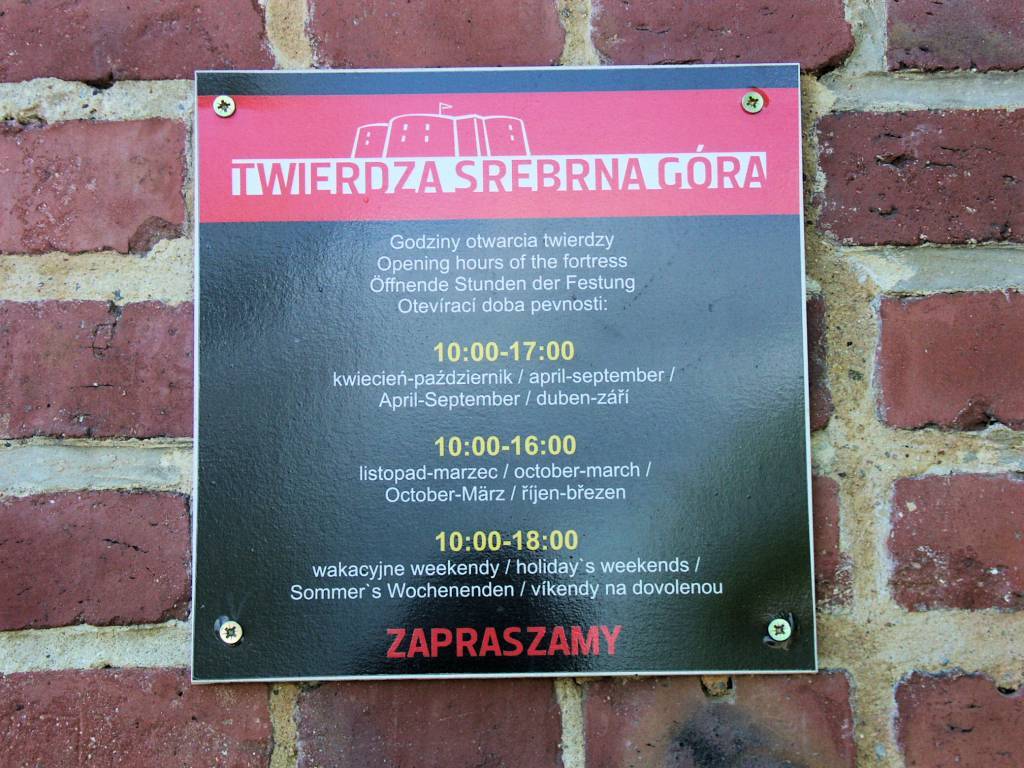 TWIERDZA SREBRNA GÓRA
Godziny otwarcia twierdzy
Opening hours of the fortress
Öffnende Stunden der Festung
Otevírací doba pevnosti:
10:00-17:00
kwiecień-październik / april-september /
April-September / duben-září
10:00-16:00
listopad-marzec / october-march /
October-März / říjen-březen
10:00-18:00
wakacyjne weekendy / holiday`s weekends /
Sommer`s Wochenenden / víkendy na dovolenou
ZAPRASZAMY